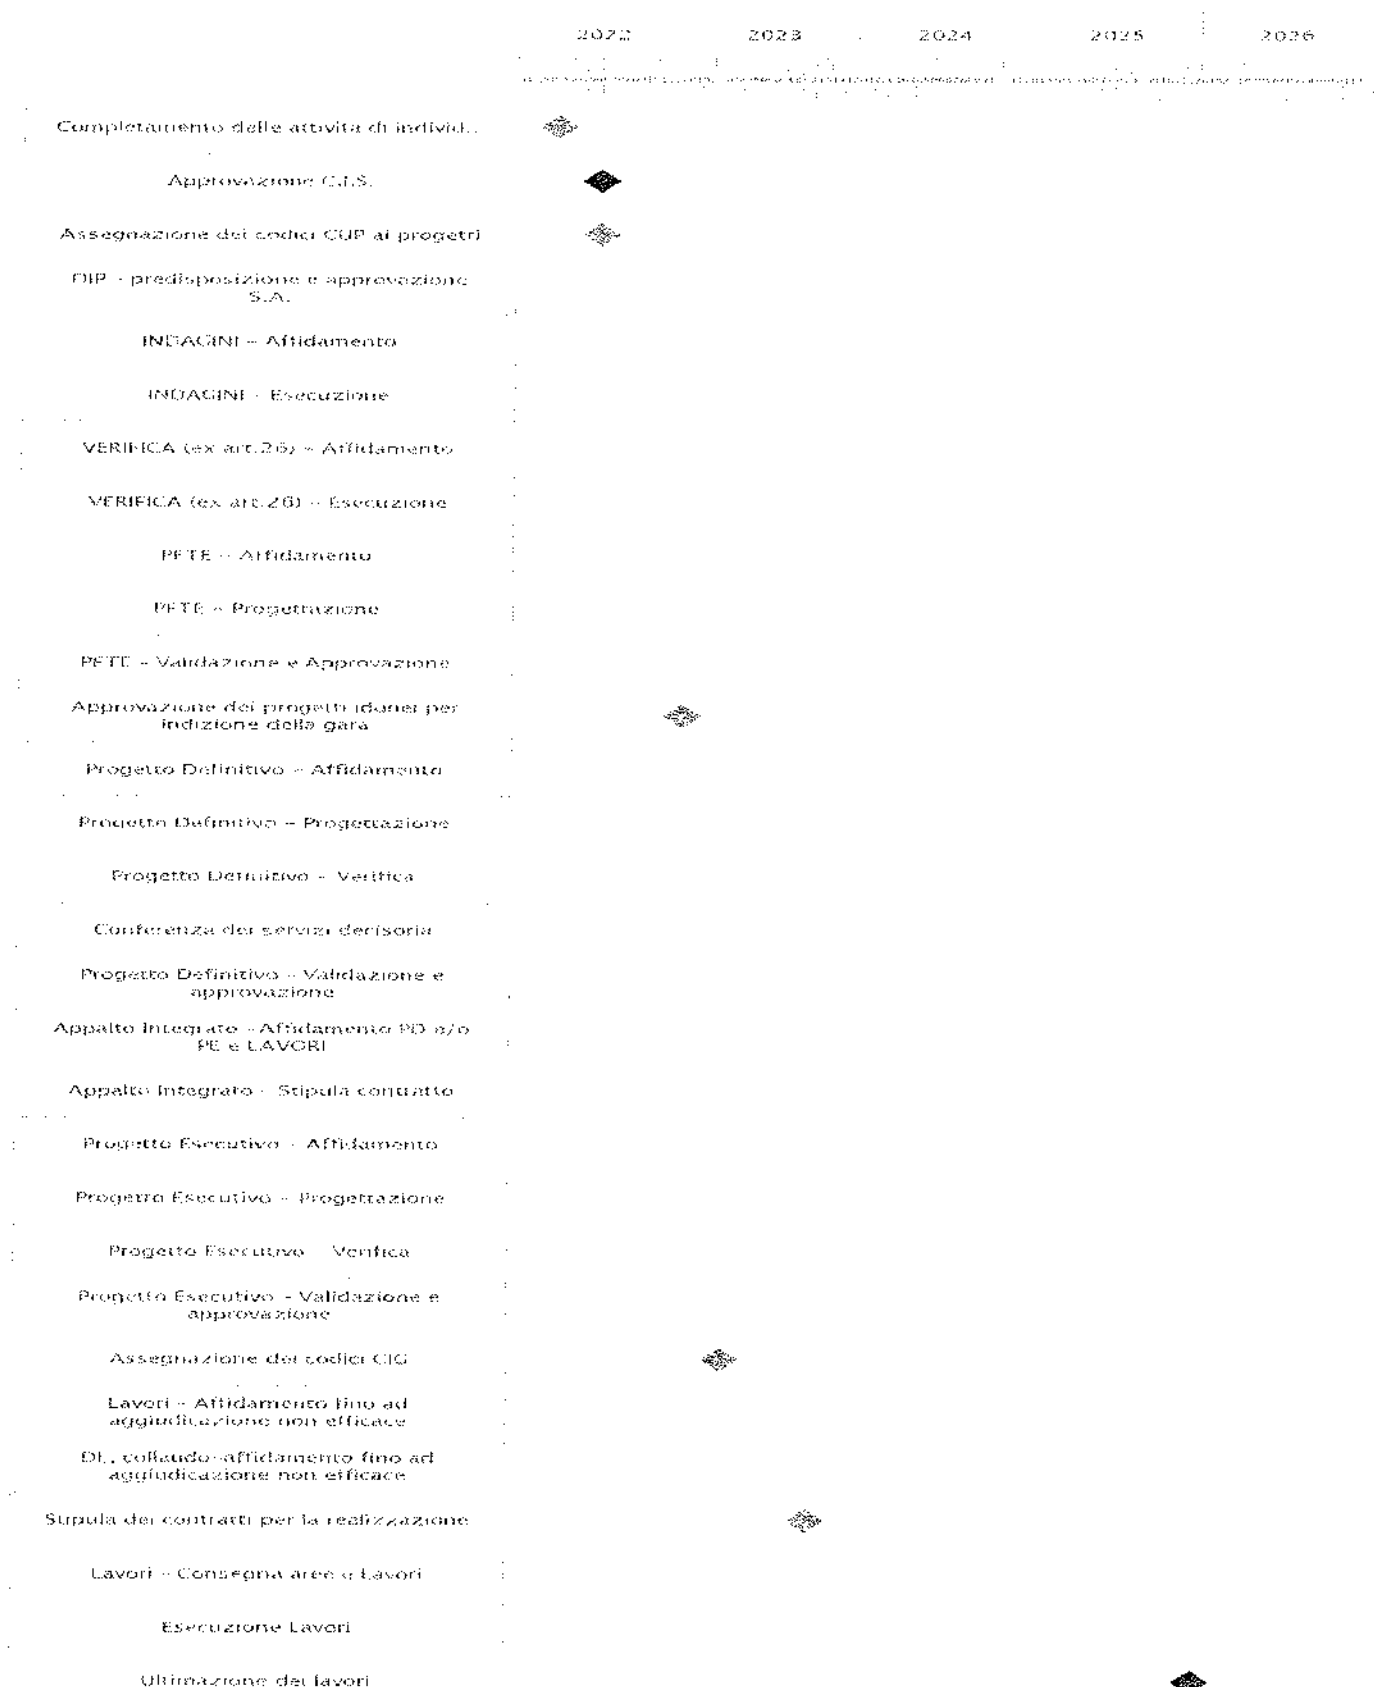 2022 2023 2024 2025 2026
Completamento delle attività di individ..
Approvazione C.I.S.
Assegnazione dei codici CUP ai progetti
DIP - predisposizione e approvazione
S.A.
INDAGINI - Affidamento
INDAGINI - Esecuzione
VERIFICA (ex art.26) - Affidamento
VERIFICA (ex art.26) - Esecuzione
PFTE - Affidamento
PFTE - Progettazione
PFTE - Validazione e Approvazione
Approvazione dei progetti idonei per
indizione della gara
Progetto Definitivo - Affidamento
Progetto Definitivo - Progettazione
Progetto Definitivo - Verifica
Conferenza dei servizi decisoria
Progetto Definitivo - Validazione e
approvazione
Appalto Integrato - Affidamento PD e/o
PE e LAVORI
Appalto Integrato - Stipula contratto
Progetto Esecutivo - Affidamento
Progetto Esecutivo - Progettazione
Progetto Esecutivo - Verifica
Progetto Esecutivo - Validazione e
approvazione
Assegnazione dei codici CIG
Lavori - Affidamento fino ad
aggiudicazione non efficace
DL, collaudo-affidamento fino ad
aggiudicazione non efficace
Stipula dei contratti per la realizzazione
Lavori - Consegna aree e Lavori
Esecuzione Lavori
Ultimazione dei lavori